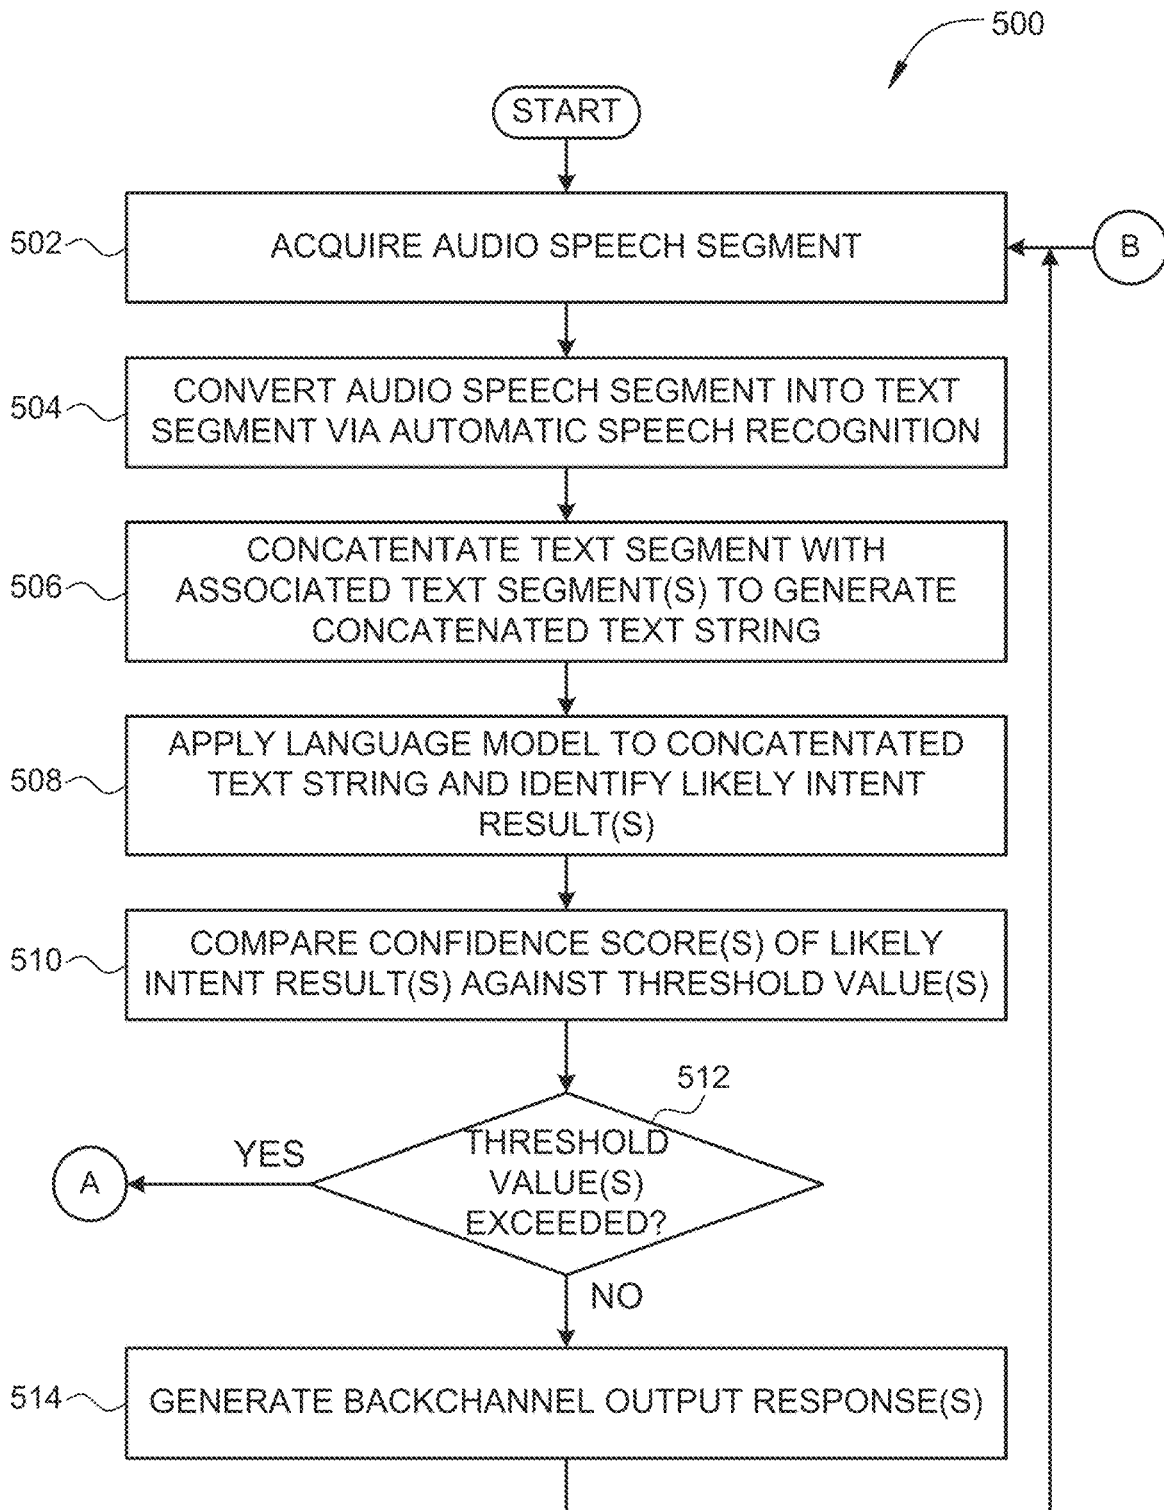 500
START
502
ACQUIRE AUDIO SPEECH SEGMENT
B
504
CONVERT AUDIO SPEECH SEGMENT INTO TEXT
SEGMENT VIA AUTOMATIC SPEECH RECOGNITION
506
CONCATENTATE TEXT SEGMENT WITH
ASSOCIATED TEXT SEGMENT(S) TO GENERATE
CONCATENATED TEXT STRING
508
APPLY LANGUAGE MODEL TO CONCATENTATED
TEXT STRING AND IDENTIFY LIKELY INTENT
RESULT(S)
510
COMPARE CONFIDENCE SCORE(S) OF LIKELY
INTENT RESULT(S) AGAINST THRESHOLD VALUE(S)
512
A
YES
THRESHOLD
VALUE(S)
EXCEEDED?
NO
514
GENERATE BACKCHANNEL OUTPUT RESPONSE(S)